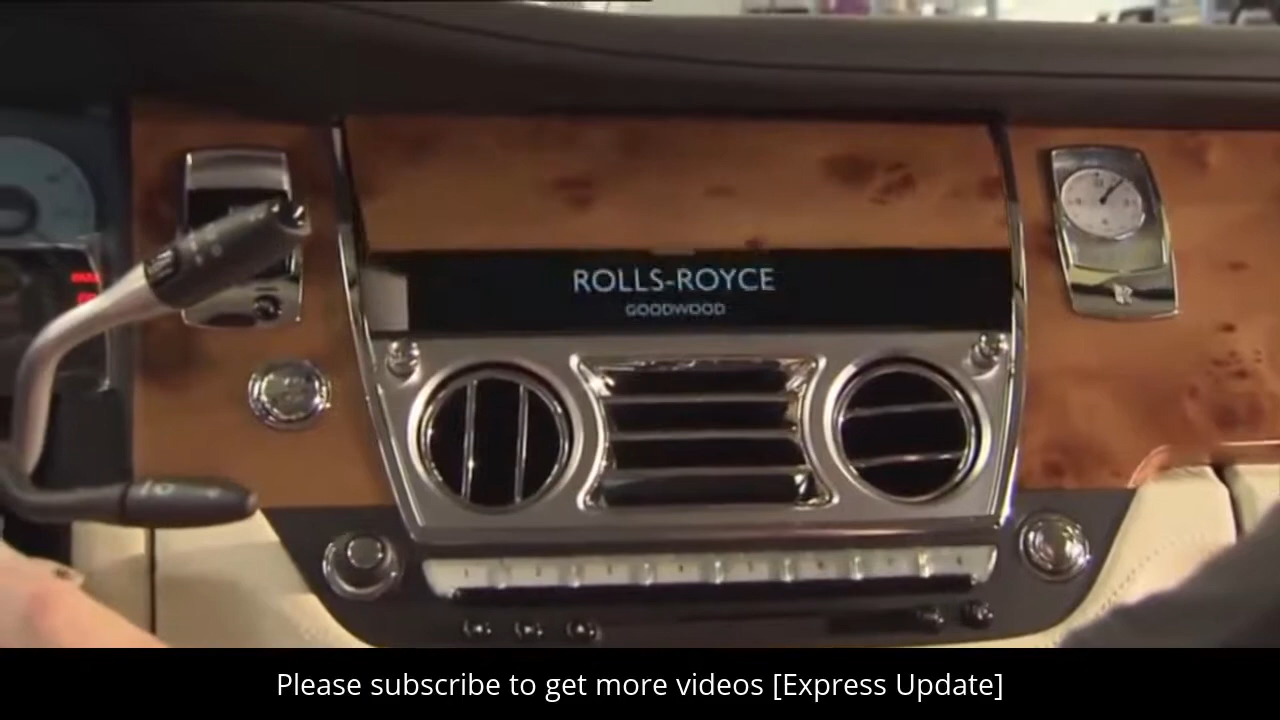 ROLLS-ROYCE
GOODWOOD
Please subscribe to get more videos [Express Update]